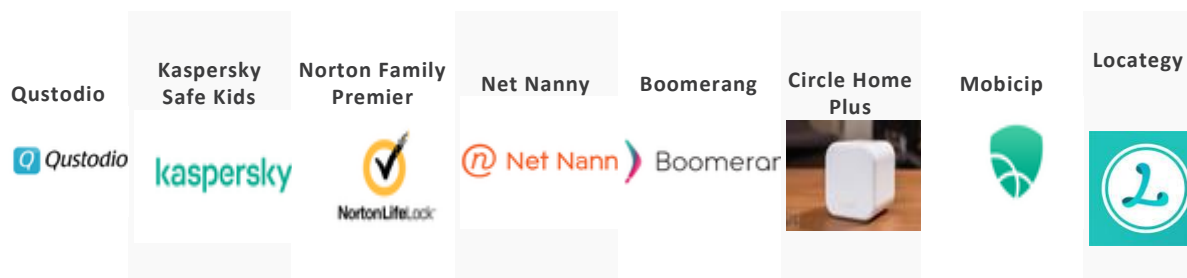 Qustodio
Kaspersky
Safe Kids
Norton Family
Premier
Net Nanny
Boomerang
Circle Home
Plus
Mobicip
Locategy
Q Qustodio
kaspersky
NortonLifeLock
n Net Nann
Boomerar
L